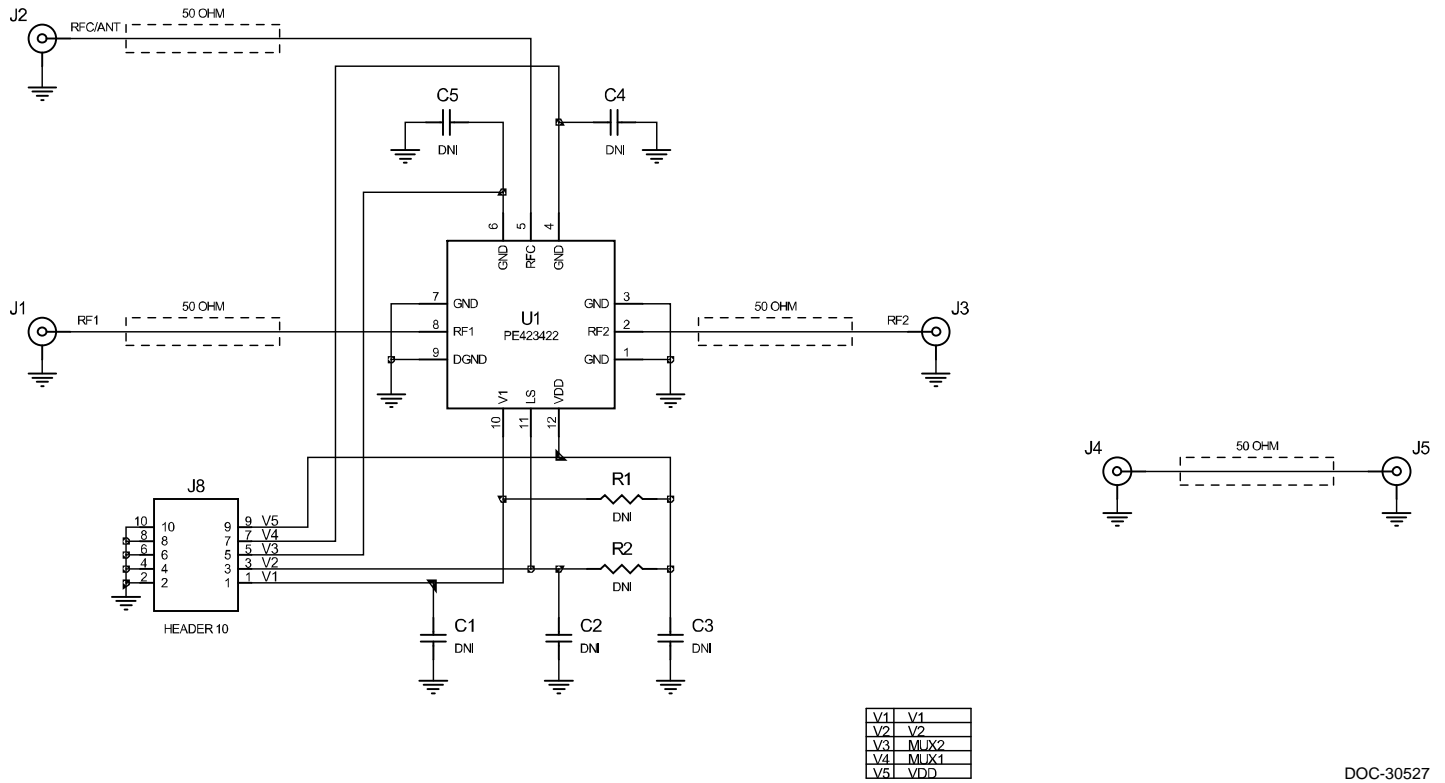 J2
RFC/ANT
50 OHM
C5
DNI
C4
DNI
6
5
4
GND
RFC
GND
J1
RF1
50 OHM
7
GND
8
RF1
9
DGND
U1
PE423422
GND
3
RF2
2
GND
1
50 OHM
RF2
J3
V1
LS
VDD
10
11
12
J4
50 OHM
J5
J8
10 10 9 9 V5
8 8 7 7 V4
6 6 5 5 V3
4 4 3 3 V2
2 2 1 1 V1
HEADER 10
R1
DNI
R2
DNI
C1
DNI
C2
DNI
C3
DNI
V1 V1
V2 V2
V3 MUX2
V4 MUX1
V5 VDD
DOC-30527